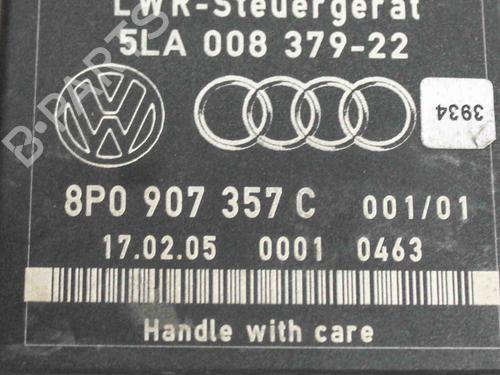 LWR-Steuergerät
5LA 008 379-22
3934
8P0 907 357 C 001/01
17.02.05 0001 0463
Handle with care
B-PARTS